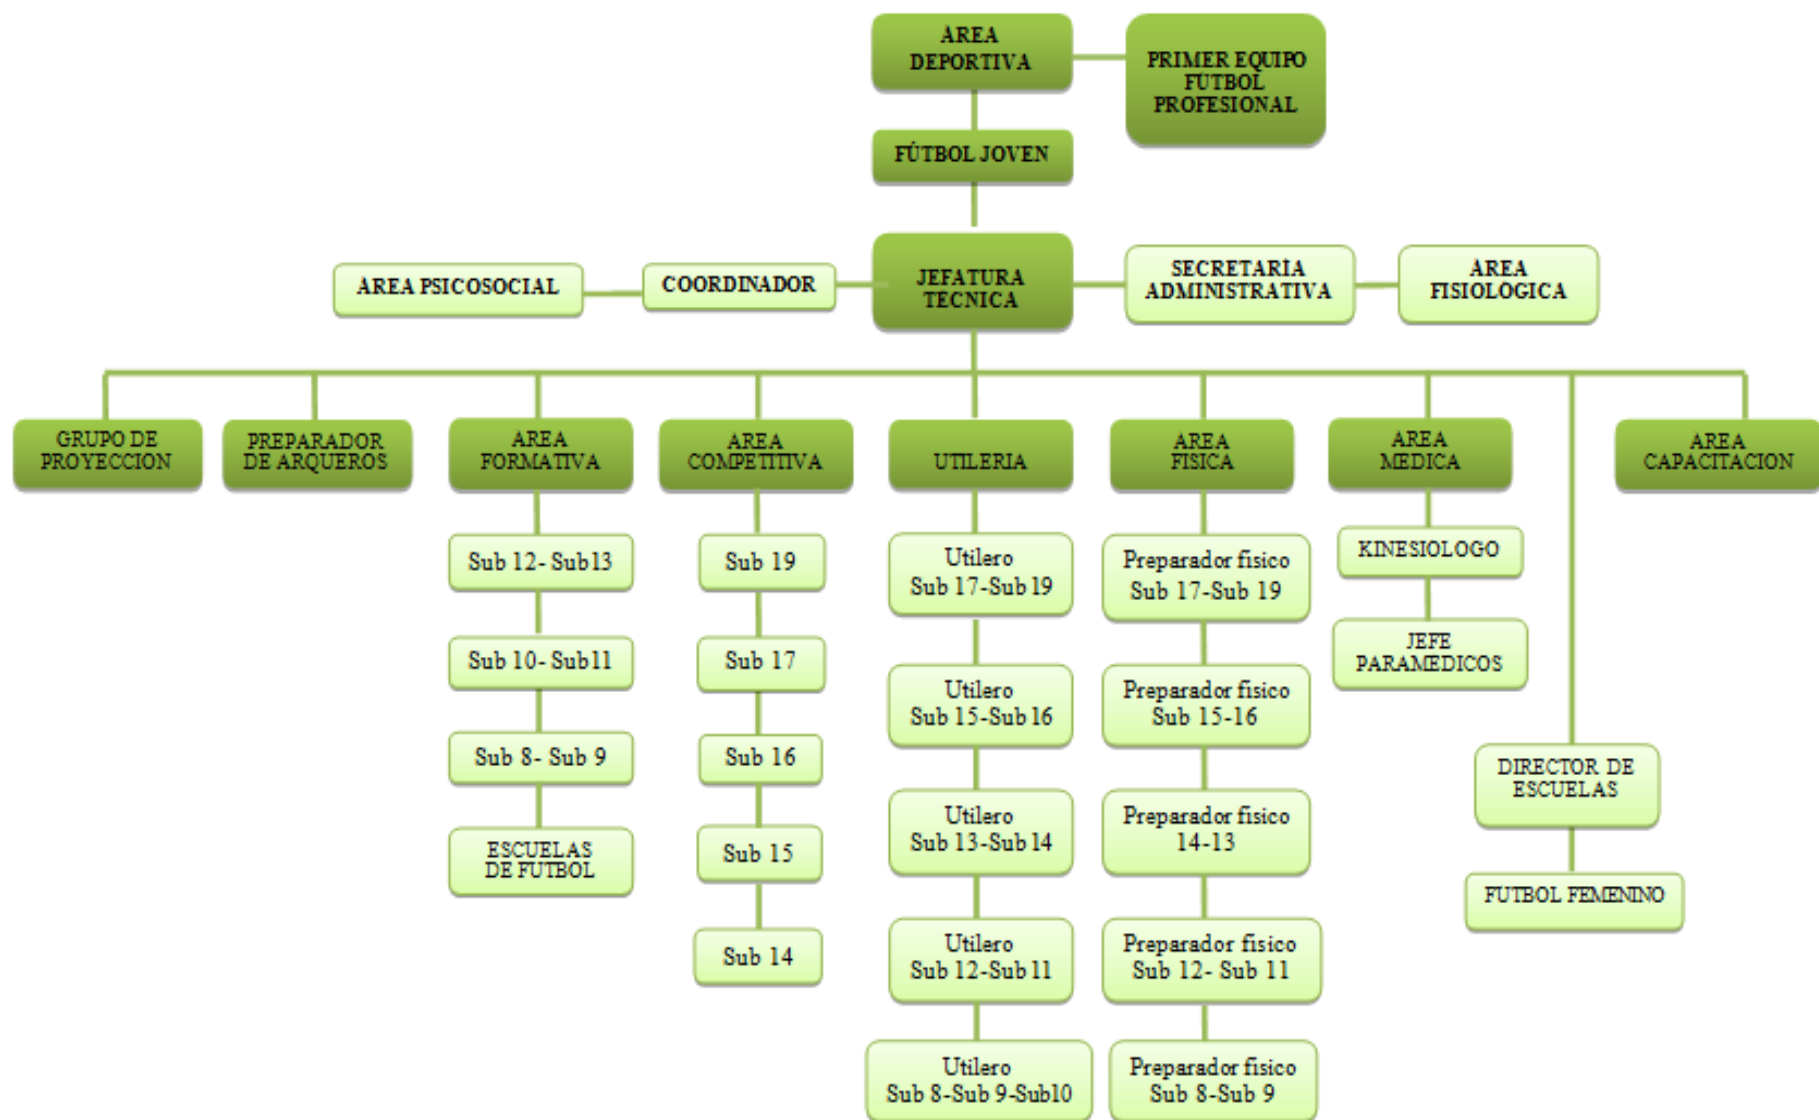 AREA
DEPORTIVA
PRIMER EQUIPO
FUTBOL
PROFESIONAL
FÚTBOL JOVEN
AREA PSICOSOCIAL
COORDINADOR
JEFATURA
TÉCNICA
SECRETARÍA
ADMINISTRATIVA
AREA
FISIOLOGICA
GRUPO DE
PROYECCION
PREPARADOR
DE ARQUEROS
AREA
FORMATIVA
AREA
COMPETITIVA
UTILERIA
AREA
FISICA
AREA
MEDICA
AREA
CAPACITACION
Sub 12- Sub13
Sub 10- Sub11
Sub 8- Sub 9
ESCUELAS
DE FUTBOL
Sub 19
Sub 17
Sub 16
Sub 15
Sub 14
Utilero
Sub 17-Sub 19
Utilero
Sub 15-Sub 16
Utilero
Sub 13-Sub 14
Utilero
Sub 12-Sub 11
Utilero
Sub 8-Sub 9-Sub10
Preparador fisico
Sub 17-Sub 19
Preparador fisico
Sub 15-16
Preparador fisico
14-13
Preparador fisico
Sub 12- Sub 11
Preparador fisico
Sub 8-Sub 9
KINESIOLOGO
JEFE
PARAMEDICOS
DIRECTOR DE
ESCUELAS
FUTBOL FEMENINO